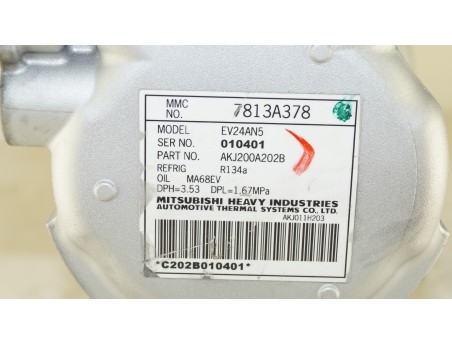 MMC NO. 7813A378
MODEL EV24AN5
SER NO. 010401
PART NO. AKJ200A202B
REFRIG R134a
OIL MA68EV
DPH=3.53 DPL=1.67MPa
MITSUBISHI HEAVY INDUSTRIES
AUTOMOTIVE THERMAL SYSTEMS CO., LTD.
AKJ011H203
*C202B010401*